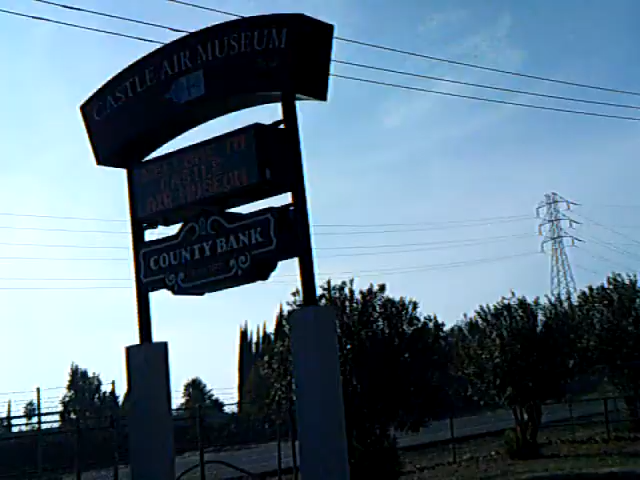 CASTLE AIR MUSEUM
WELCOME TO
CASTLE
AIR MUSEUM
COUNTY BANK